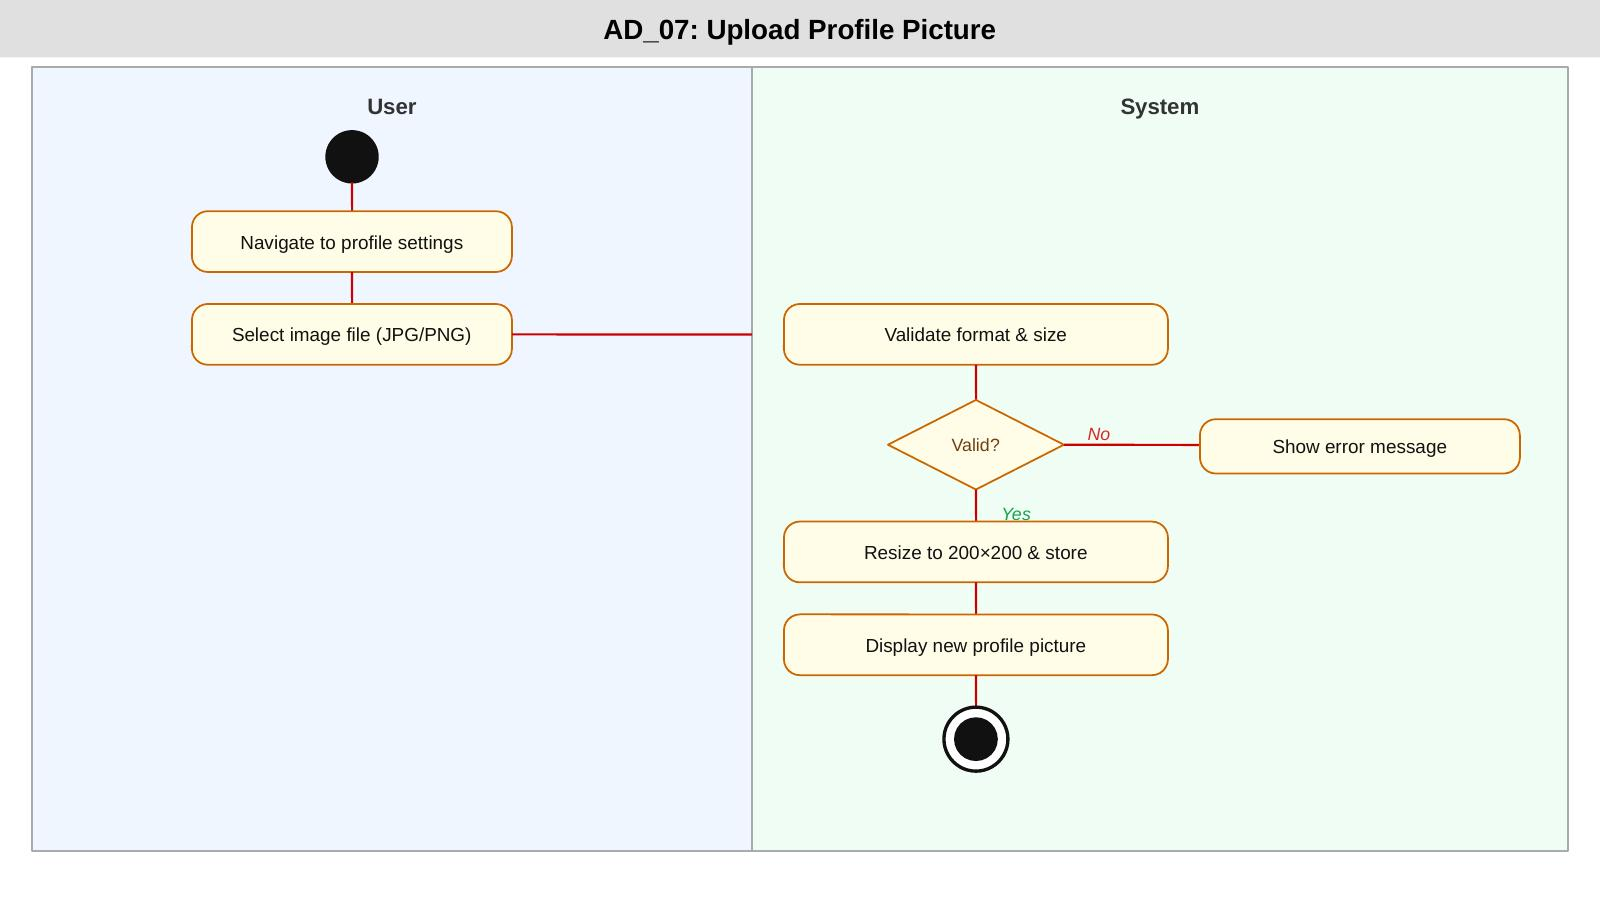 AD_07: Upload Profile Picture
User
System
Navigate to profile settings
Select image file (JPG/PNG)
Validate format & size
Valid?
No
Show error message
Yes
Resize to 200×200 & store
Display new profile picture